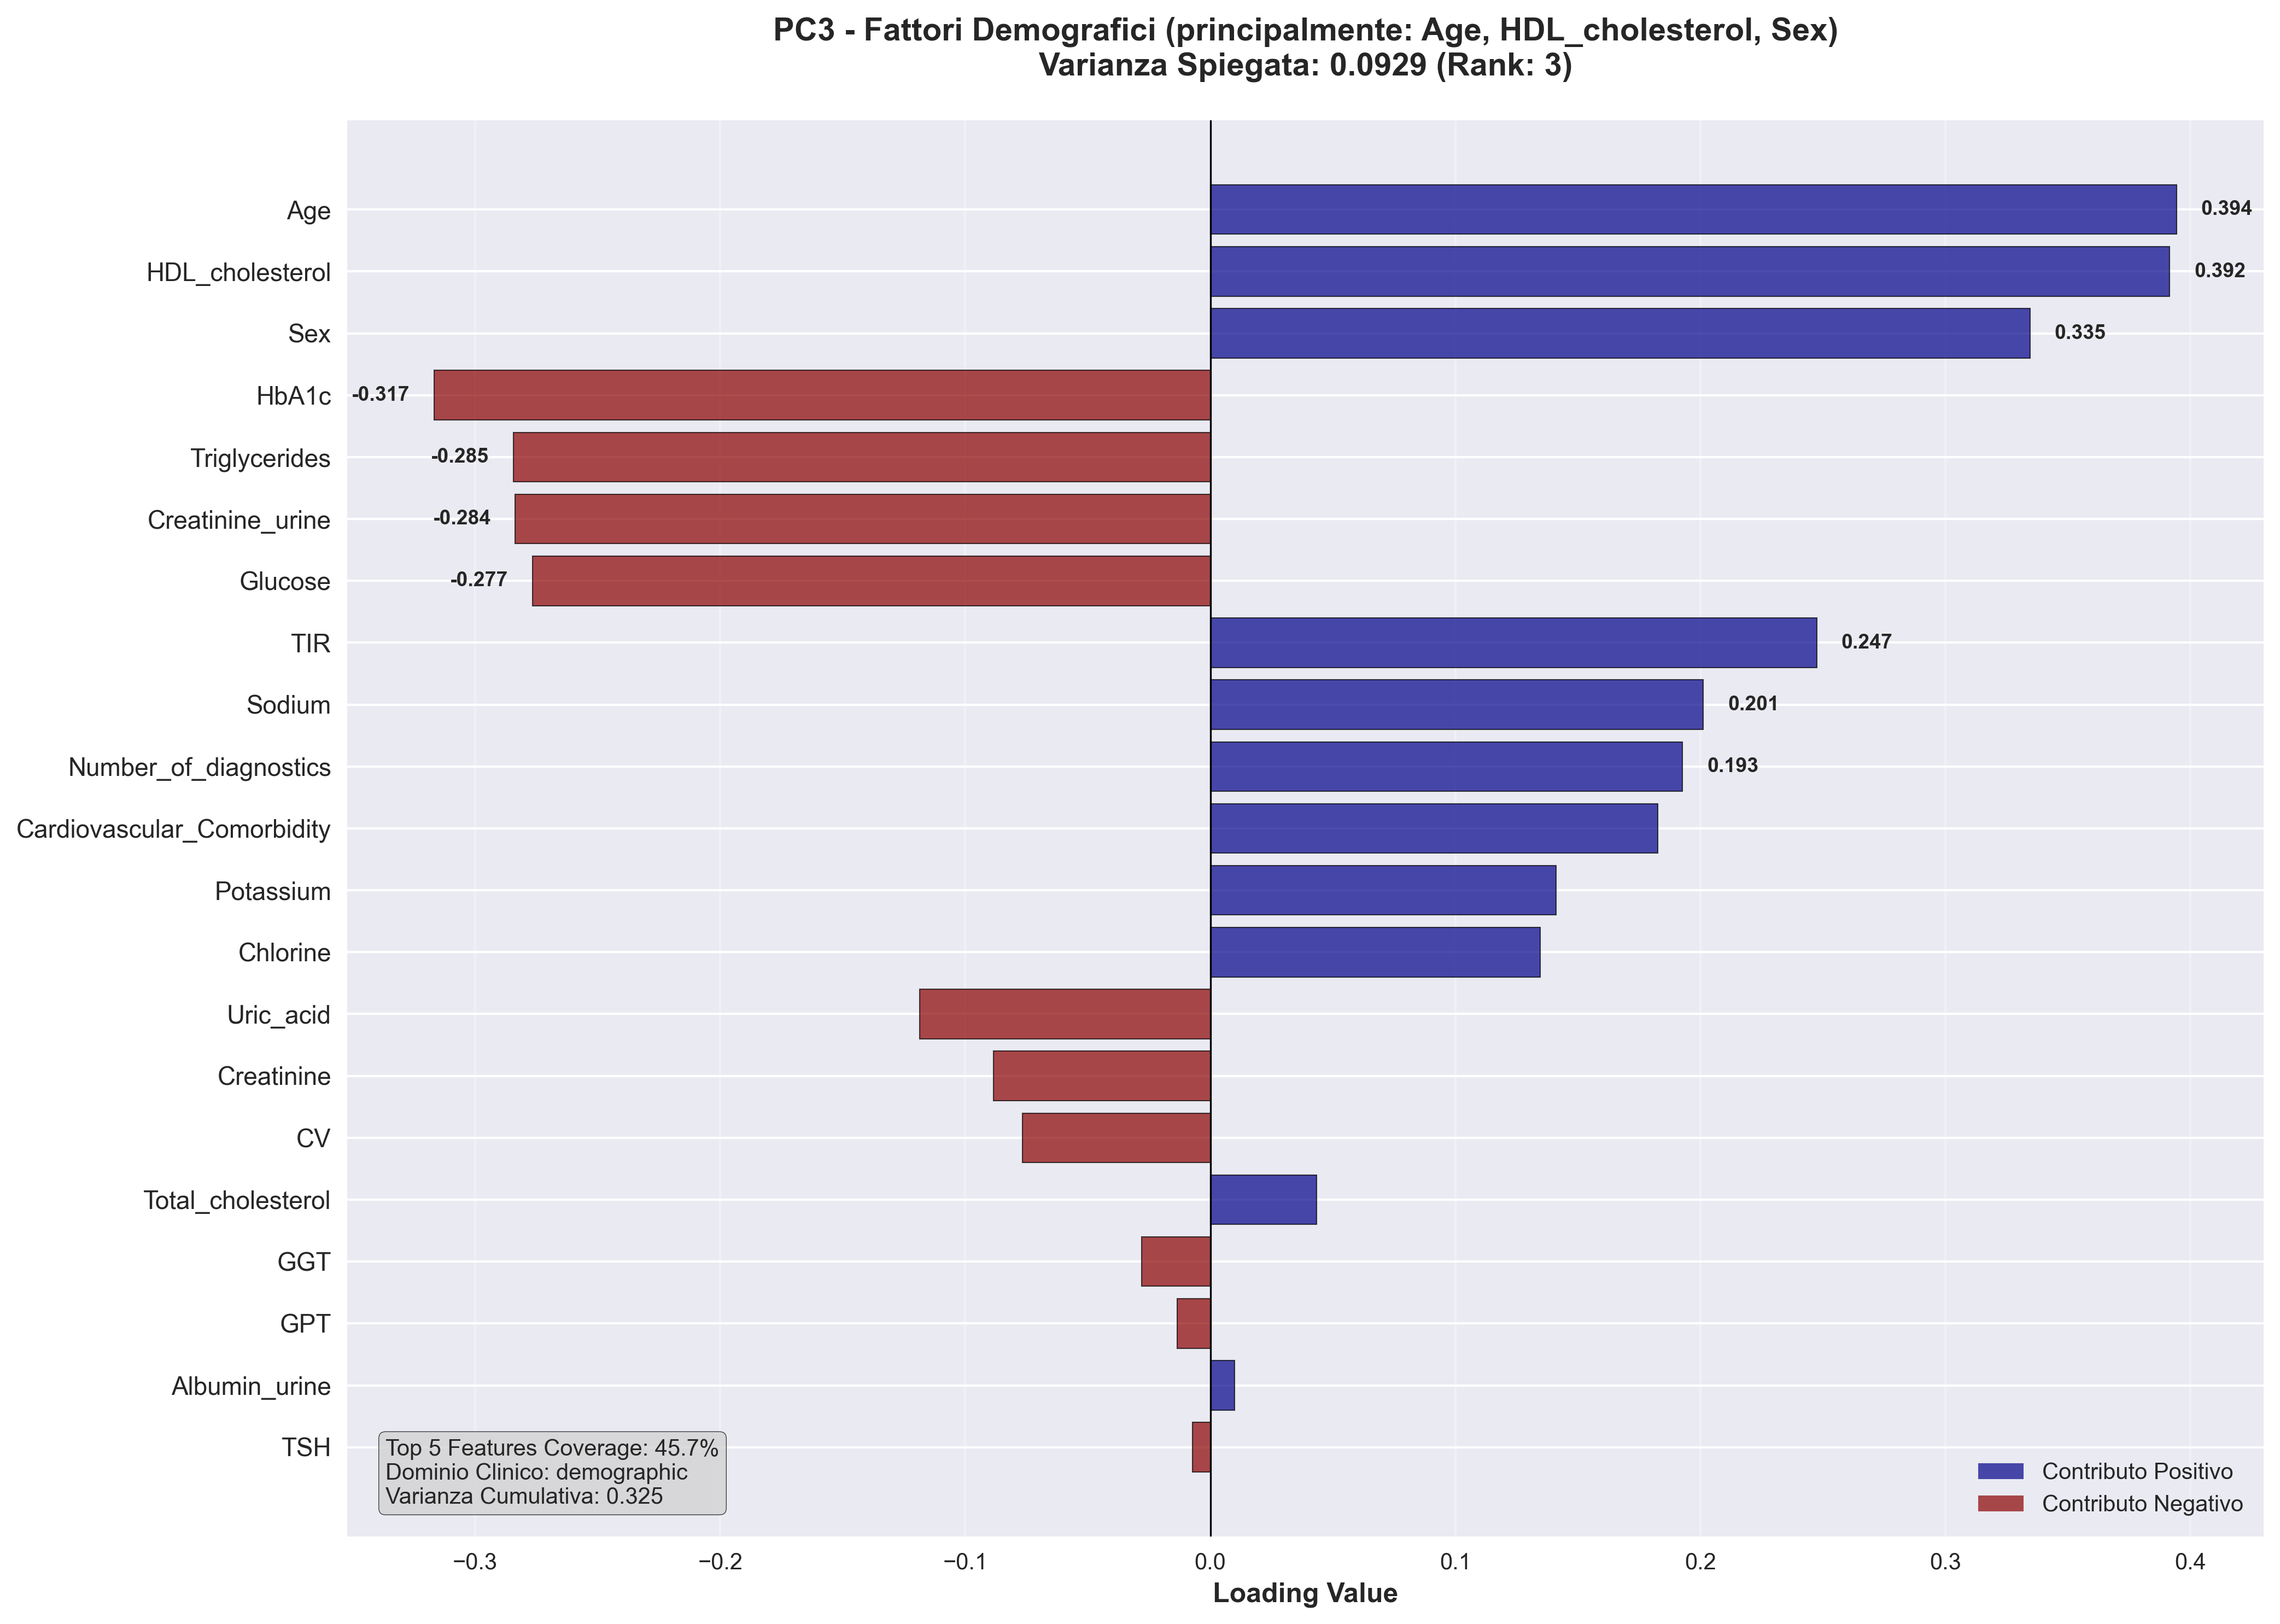 PC3 - Fattori Demografici (principalmente: Age, HDL_cholesterol, Sex)
Varianza Spiegata: 0.0929 (Rank: 3)
Age
0.394
HDL_cholesterol
0.392
Sex
0.335
HbA1c
-0.317
Triglycerides
-0.285
Creatinine_urine
-0.284
Glucose
-0.277
TIR
0.247
Sodium
0.201
Number_of_diagnostics
0.193
Cardiovascular_Comorbidity
Potassium
Chlorine
Uric_acid
Creatinine
CV
Total_cholesterol
GGT
GPT
Albumin_urine
TSH
Top 5 Features Coverage: 45.7%
Dominio Clinico: demographic
Varianza Cumulativa: 0.325
Contributo Positivo
Contributo Negativo
−0.3 −0.2 −0.1 0.0 0.1 0.2 0.3 0.4
Loading Value